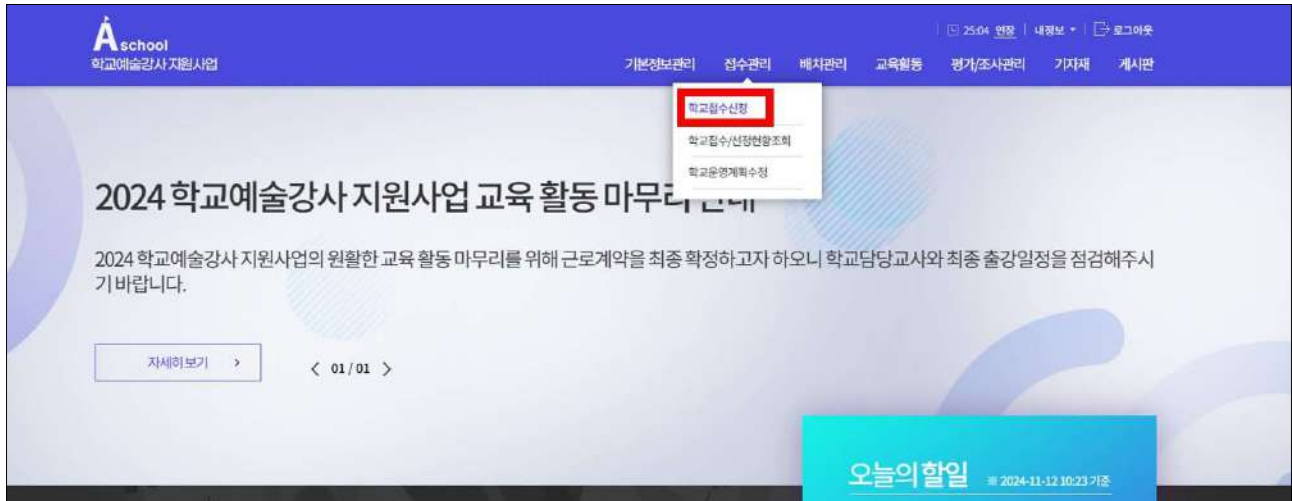 25:04 연장 내정보 로그아웃
Aschool
학교예술강사 지원사업
기본정보관리 접수관리 배치관리 교육활동 평가/조사관리 기자재 게시판
학교접수신청
학교접수/선정현황조회
학교운영계획수정
2024 학교예술강사 지원사업 교육 활동 마무리
2024 학교예술강사 지원사업의 원활한 교육 활동 마무리를 위해 근로계약을 최종 확정하고자 하오니 학교담당교사와 최종 출강일정을 점검해주시
기 바랍니다.
자세히보기 >
< 01 / 01 >
오늘의 할일 ※ 2024-11-12 10:23 기준